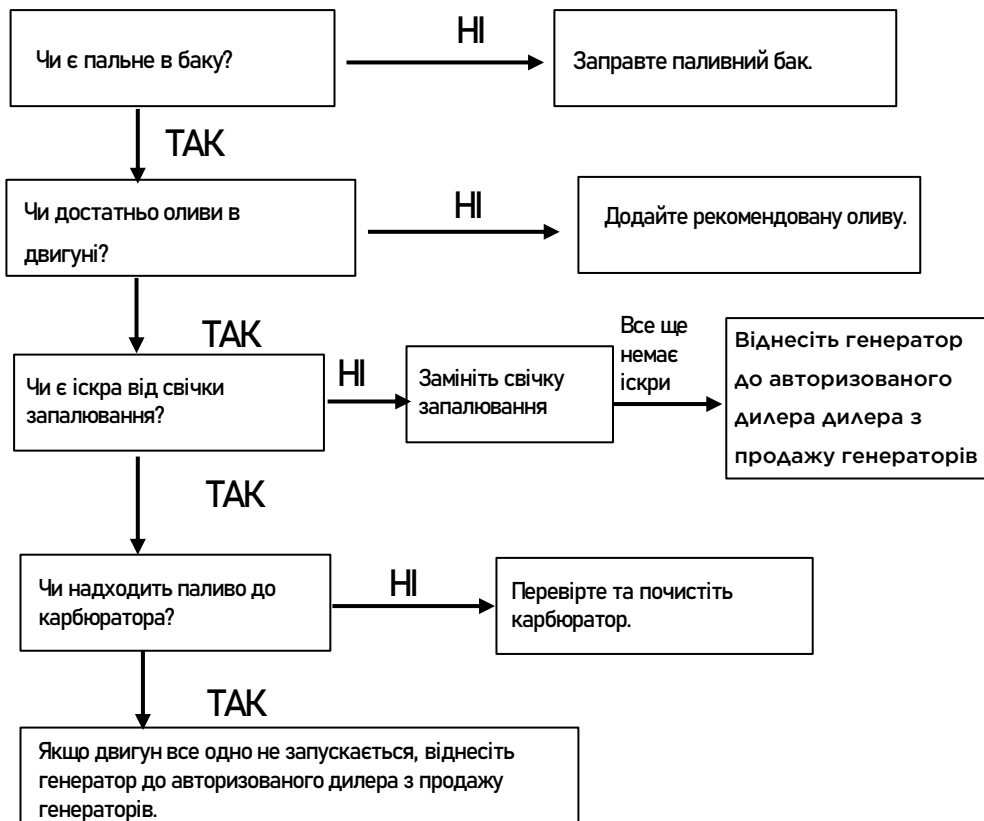 Чи є пальне в баку?
НІ
Заправте паливний бак.
ТАК
Чи достатньо оливи в
двигуні?
НІ
Додайте рекомендовану оливу.
ТАК
Чи є іскра від свічки
запалювання?
НІ
Замініть свічку
запалювання
Все ще
немає
іскри
Віднесіть генератор
до авторизованого
дилера дилера з
продажу генераторів
ТАК
Чи надходить паливо до
карбюратора?
НІ
Перевірте та почистіть
карбюратор.
ТАК
Якщо двигун все одно не запускається, віднесіть
генератор до авторизованого дилера з продажу
генераторів.